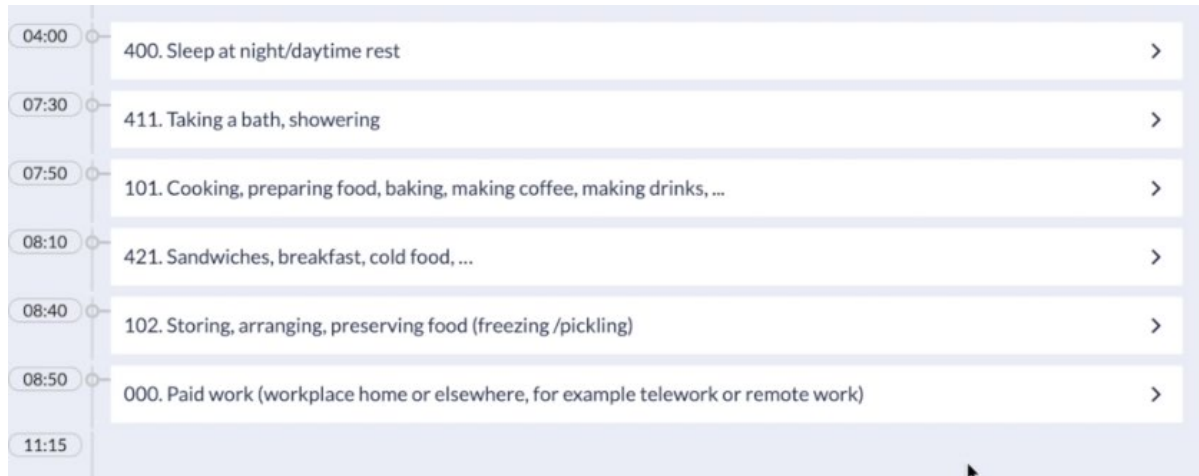 04:00
400. Sleep at night/daytime rest
07:30
411. Taking a bath, showering
07:50
101. Cooking, preparing food, baking, making coffee, making drinks, ...
08:10
421. Sandwiches, breakfast, cold food, ...
08:40
102. Storing, arranging, preserving food (freezing /pickling)
08:50
000. Paid work (workplace home or elsewhere, for example telework or remote work)
11:15